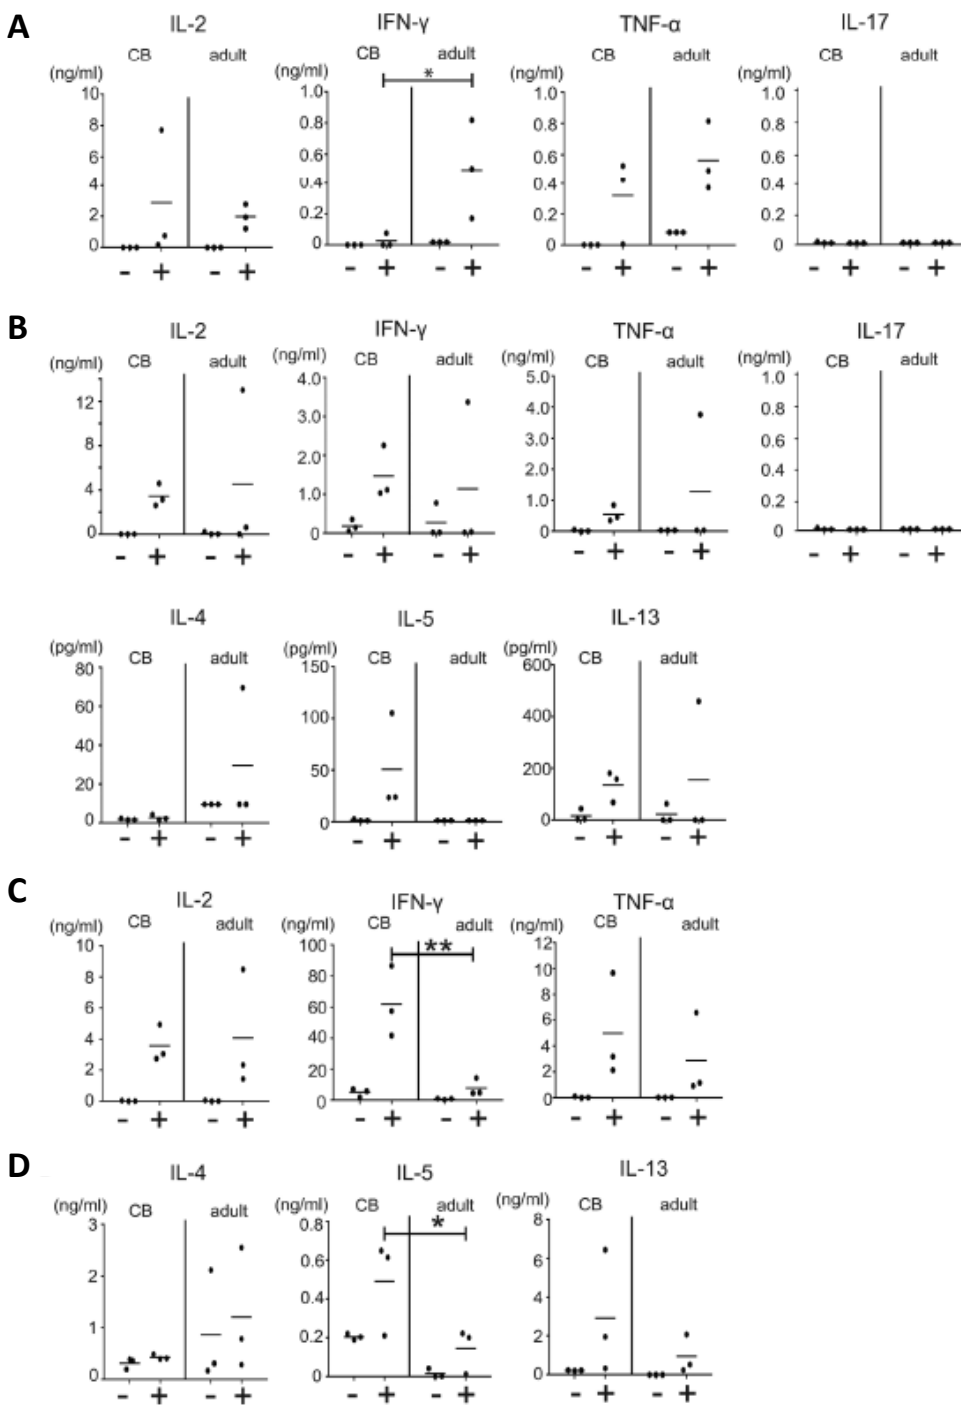 A
IL-2 IFN-γ TNF-α IL-17
CB adult CB adult CB adult CB adult
(ng/ml) (ng/ml) (ng/ml) (ng/ml)
*
10 1.0 1.0 1.0
8 0.8 0.8 0.8
6 0.6 0.6 0.6
4 0.4 0.4 0.4
2 0.2 0.2 0.2
0 0 0 0
- + - + - + - + - + - + - + - +
B
IL-2 IFN-γ TNF-α IL-17
CB adult CB adult CB adult CB adult
(ng/ml) (ng/ml) (ng/ml) (ng/ml)
12 4.0 5.0 1.0
8 3.0 4.0 0.8
4 2.0 3.0 0.6
0 1.0 2.0 0.4
0 1.0 0.2
0 0
- + - + - + - + - + - + - + - +
IL-4 IL-5 IL-13
(pg/ml) (pg/ml) (pg/ml)
CB adult CB adult CB adult
80 150 600
60 100 400
40 50 200
20 0 0
0
- + - + - + - + - + - +
C
IL-2 IFN-γ TNF-α
(ng/ml) CB adult (ng/ml) CB adult (ng/ml) CB adult
**
10 100 12
8 80 10
6 60 8
4 40 6
2 20 4
0 0 2
0
- + - + - + - + - + - +
D
IL-4 IL-5 IL-13
(ng/ml) CB adult (ng/ml) CB adult (ng/ml) CB adult
*
3 0.8 8
2 0.6 6
1 0.4 4
0 0.2 2
0 0
- + - + - + - + - + - +